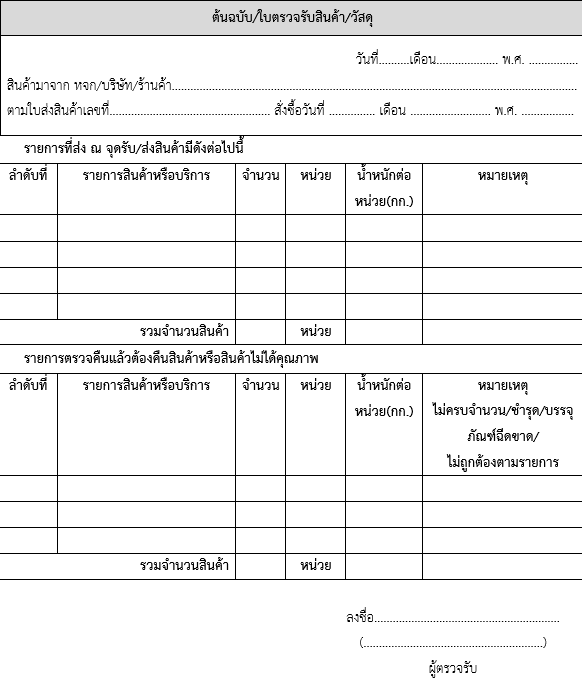 ต้นฉบับ/ใบตรวจรับสินค้า/วัสดุ
วันที่..........เดือน.................... พ.ศ. ................
สินค้ามาจาก ทจก/บริษัท/ร้านค้า....................................................................................................................................
ตามใบส่งสินค้าเลขที่.................................................... สั่งซื้อวันที่ ............... เดือน .......................... พ.ศ. .................
รายการที่ส่ง ณ จุดรับ/ส่งสินค้ามีดังต่อไปนี้
ลำดับที่ รายการสินค้าหรือบริการ จำนวน หน่วย น้ำหนักต่อ หมายเหตุ
หน่วย(กก.)
รวมจำนวนสินค้า หน่วย
รายการตรวจคืนแล้วต้องคืนสินค้าหรือสินค้าไม่ได้คุณภาพ
ลำดับที่ รายการสินค้าหรือบริการ จำนวน หน่วย น้ำหนักต่อ หมายเหตุ
หน่วย(กก.) ไม่ครบจำนวน/ชำรุด/บรรจุ
ภัณฑ์ฉีดขาด/
ไม่ถูกต้องตามรายการ
รวมจำนวนสินค้า หน่วย
ลงชื่อ............................................................
(..........................................................)
ผู้ตรวจรับ